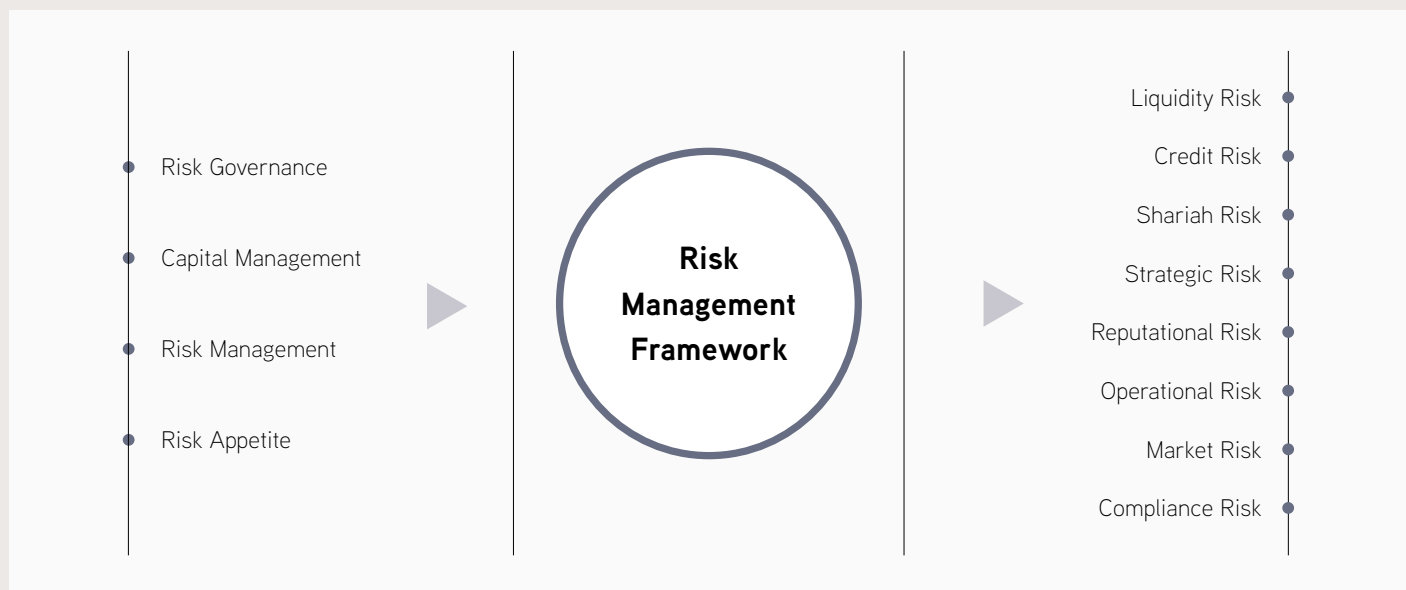 Risk Governance
Capital Management
Risk Management
Risk Appetite
Risk
Management
Framework
Liquidity Risk
Credit Risk
Shariah Risk
Strategic Risk
Reputational Risk
Operational Risk
Market Risk
Compliance Risk